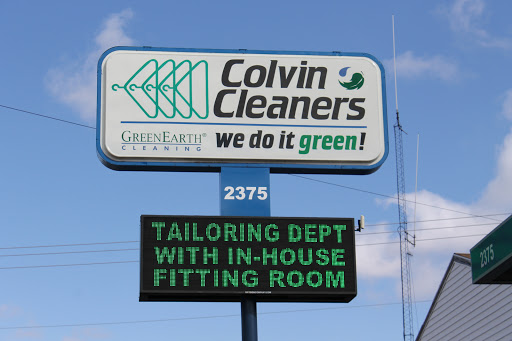 Colvin
Cleaners
GREENEARTH®
CLEANING
we do it green!
2375
TAILORING DEPT
WITH IN-HOUSE
FITTING ROOM
2375